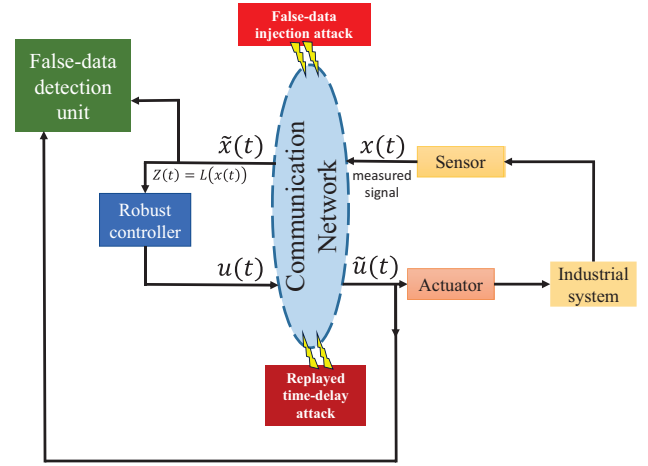 False-data
injection attack
False-data
detection
unit
x̃(t)
x(t)
Z(t) = L(x(t))
measured
signal
Sensor
Robust
controller
Communication
Network
u(t)
ũ(t)
Actuator
Industrial
system
Replayed
time-delay
attack